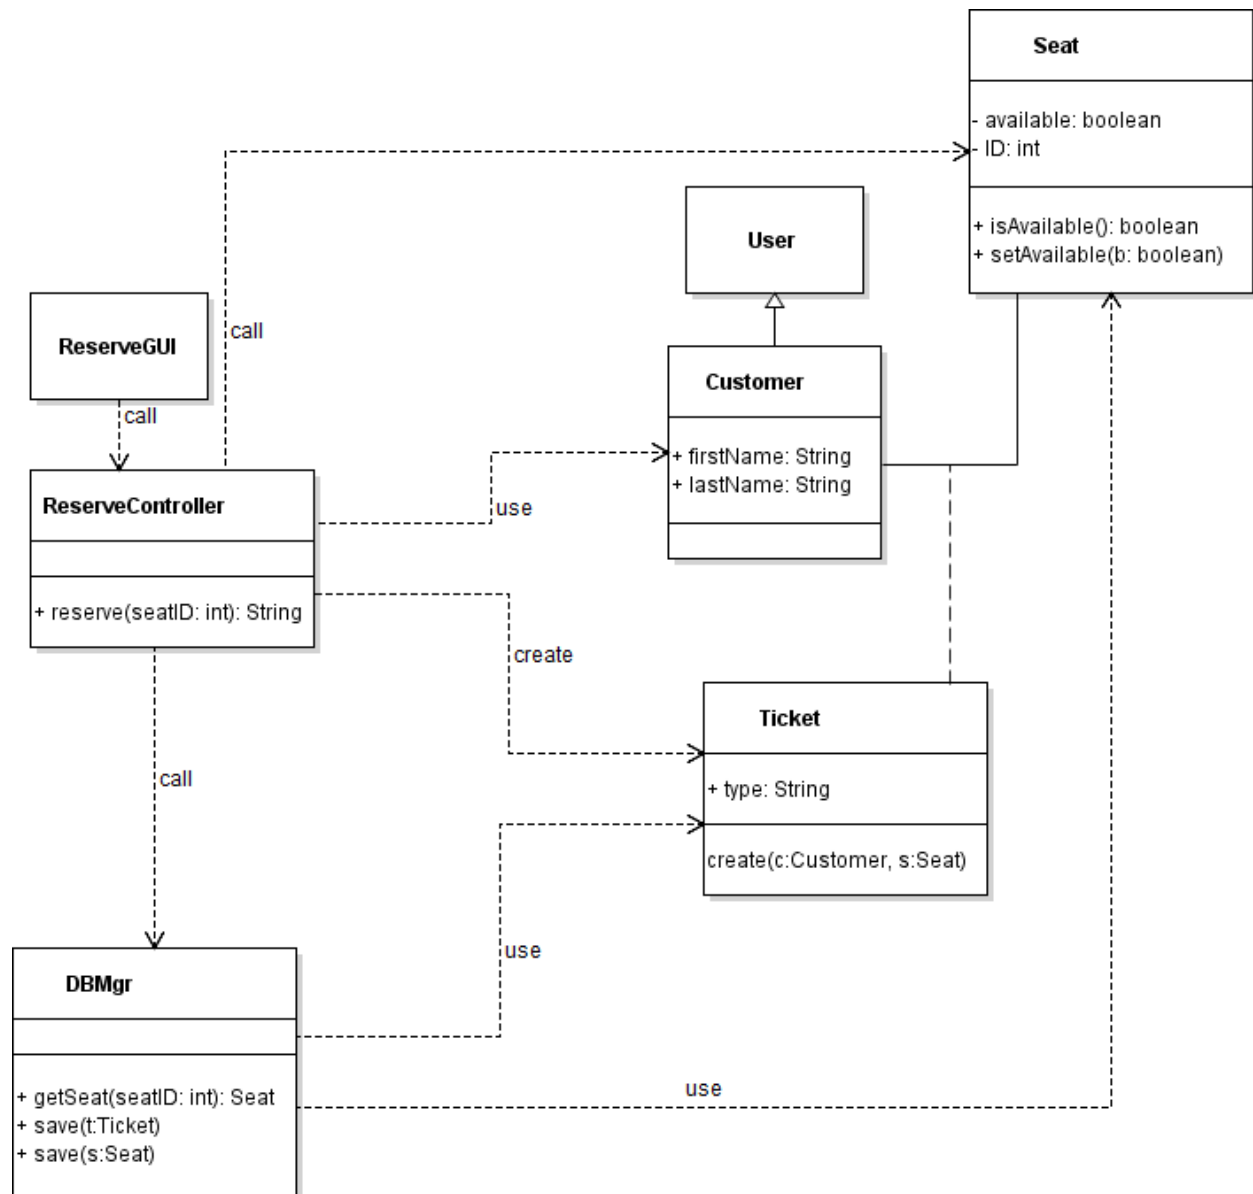 Seat
- available: boolean
- ID: int
+ isAvailable(): boolean
+ setAvailable(b: boolean)
User
call
ReserveGUI
call
Customer
+ firstName: String
+ lastName: String
ReserveController
+ reserve(seatID: int): String
use
create
Ticket
+ type: String
create(c:Customer, s:Seat)
call
use
DBMgr
+ getSeat(seatID: int): Seat
+ save(t:Ticket)
+ save(s:Seat)
use